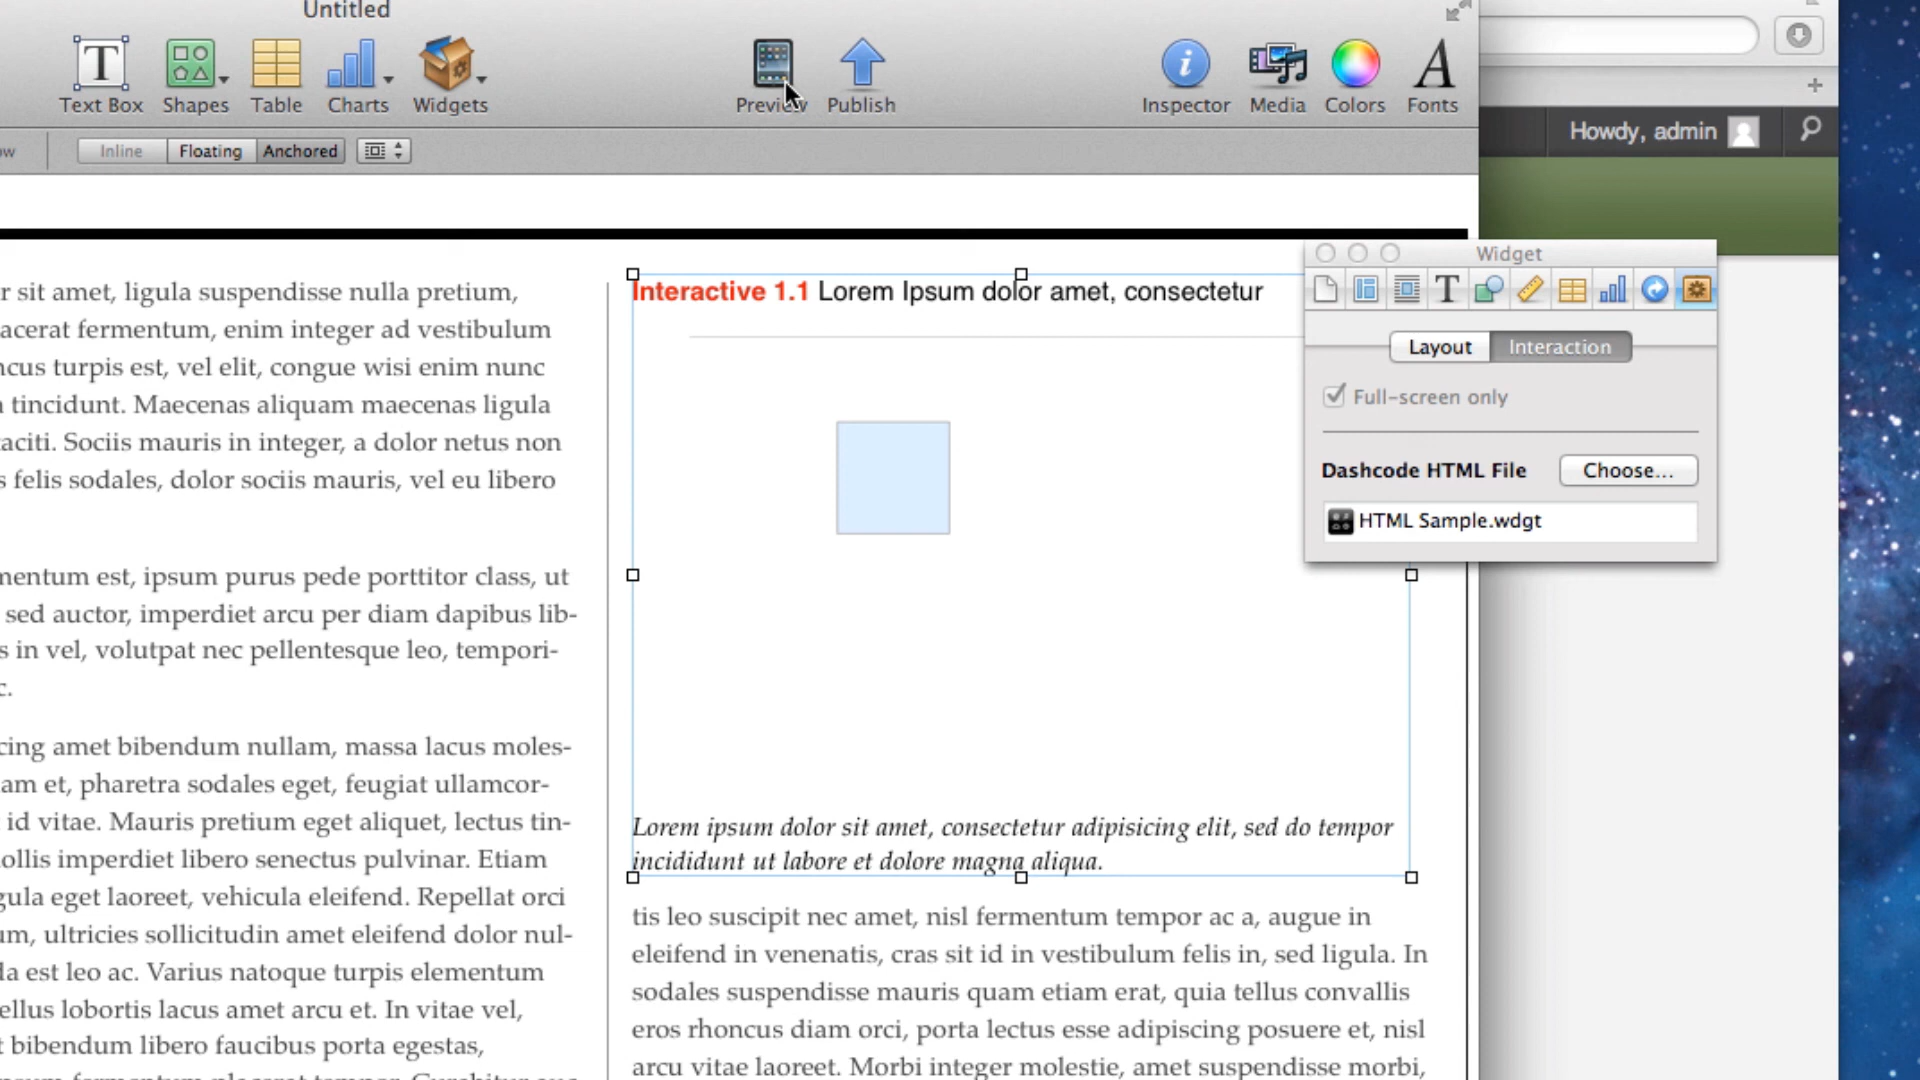 Untitled
Text Box
Shapes
Table
Charts
Widgets
Preview
Publish
Inspector
Media
Colors
Fonts
Howdy, admin
Inline
Floating
Anchored
r sit amet, ligula suspendisse nulla pretium,
acerat fermentum, enim integer ad vestibulum
ncus turpis est, vel elit, congue wisi enim nunc
tincidunt. Maecenas aliquam maecenas ligula
aciti. Sociis mauris in integer, a dolor netus non
s felis sodales, dolor sociis mauris, vel eu libero
mentum est, ipsum purus pede porttitor class, ut
sed auctor, imperdiet arcu per diam dapibus lib-
s in vel, volutpat nec pellentesque leo, tempori-
c.
cing amet bibendum nullam, massa lacus moles-
am et, pharetra sodales eget, feugiat ullamcor-
id vitae. Mauris pretium eget aliquet, lectus tin-
ollis imperdiet libero senectus pulvinar. Etiam
gula eget laoreet, vehicula eleifend. Repellat orci
um, ultricies sollicitudin amet eleifend dolor nul-
la est leo ac. Varius natoque turpis elementum
ellus lobortis lacus amet arcu et. In vitae vel,
t bibendum libero faucibus porta egestas,
Interactive 1.1 Lorem Ipsum dolor amet, consectetur
Lorem ipsum dolor sit amet, consectetur adipisicing elit, sed do tempor
incididunt ut labore et dolore magna aliqua.
tis leo suscipit nec amet, nisl fermentum tempor ac a, augue in
eleifend in venenatis, cras sit id in vestibulum felis in, sed ligula. In
sodales suspendisse mauris quam etiam erat, quia tellus convallis
eros rhoncus diam orci, porta lectus esse adipiscing posuere et, nisl
arcu vitae laoreet. Morbi integer molestie, amet suspendisse morbi,
Widget
Layout
Interaction
Full-screen only
Dashcode HTML File
Choose...
HTML Sample.wdgt